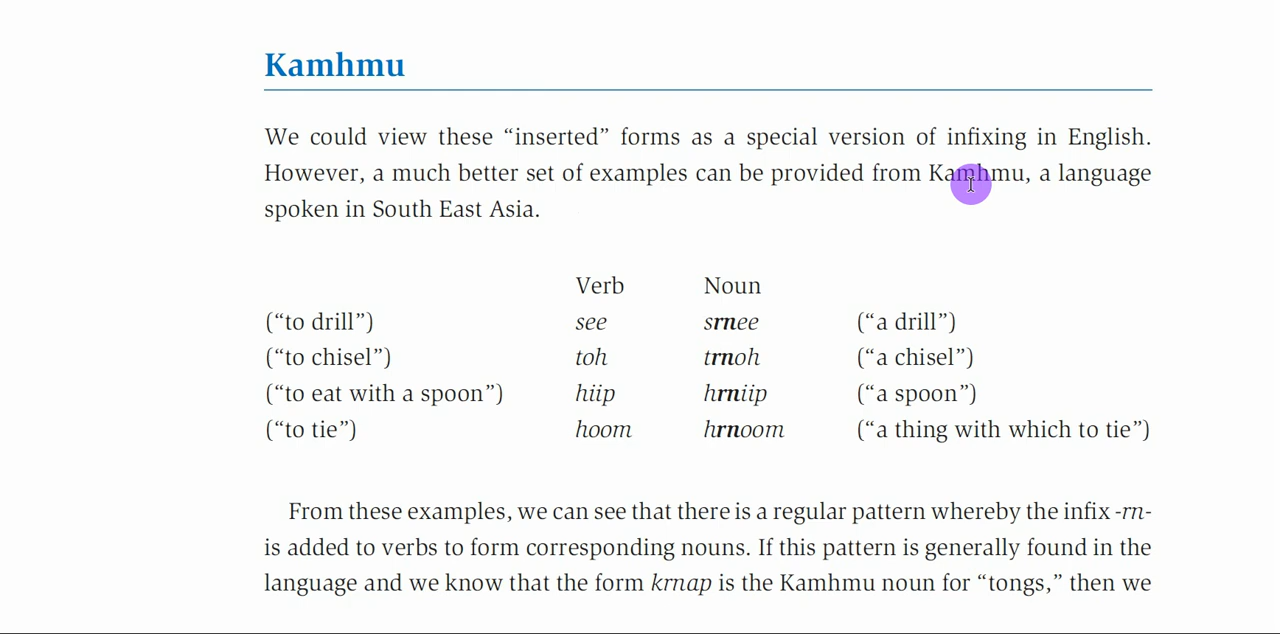 Kamhmu
We could view these “inserted” forms as a special version of infixing in English.
However, a much better set of examples can be provided from Kamhmu, a language
spoken in South East Asia.
Verb Noun
(“to drill”) see srnee (“a drill”)
(“to chisel”) toh trnoh (“a chisel”)
(“to eat with a spoon”) hiip hrniip (“a spoon”)
(“to tie”) hoom hrnoom (“a thing with which to tie”)
From these examples, we can see that there is a regular pattern whereby the infix -rn-
is added to verbs to form corresponding nouns. If this pattern is generally found in the
language and we know that the form krnap is the Kamhmu noun for “tongs,” then we